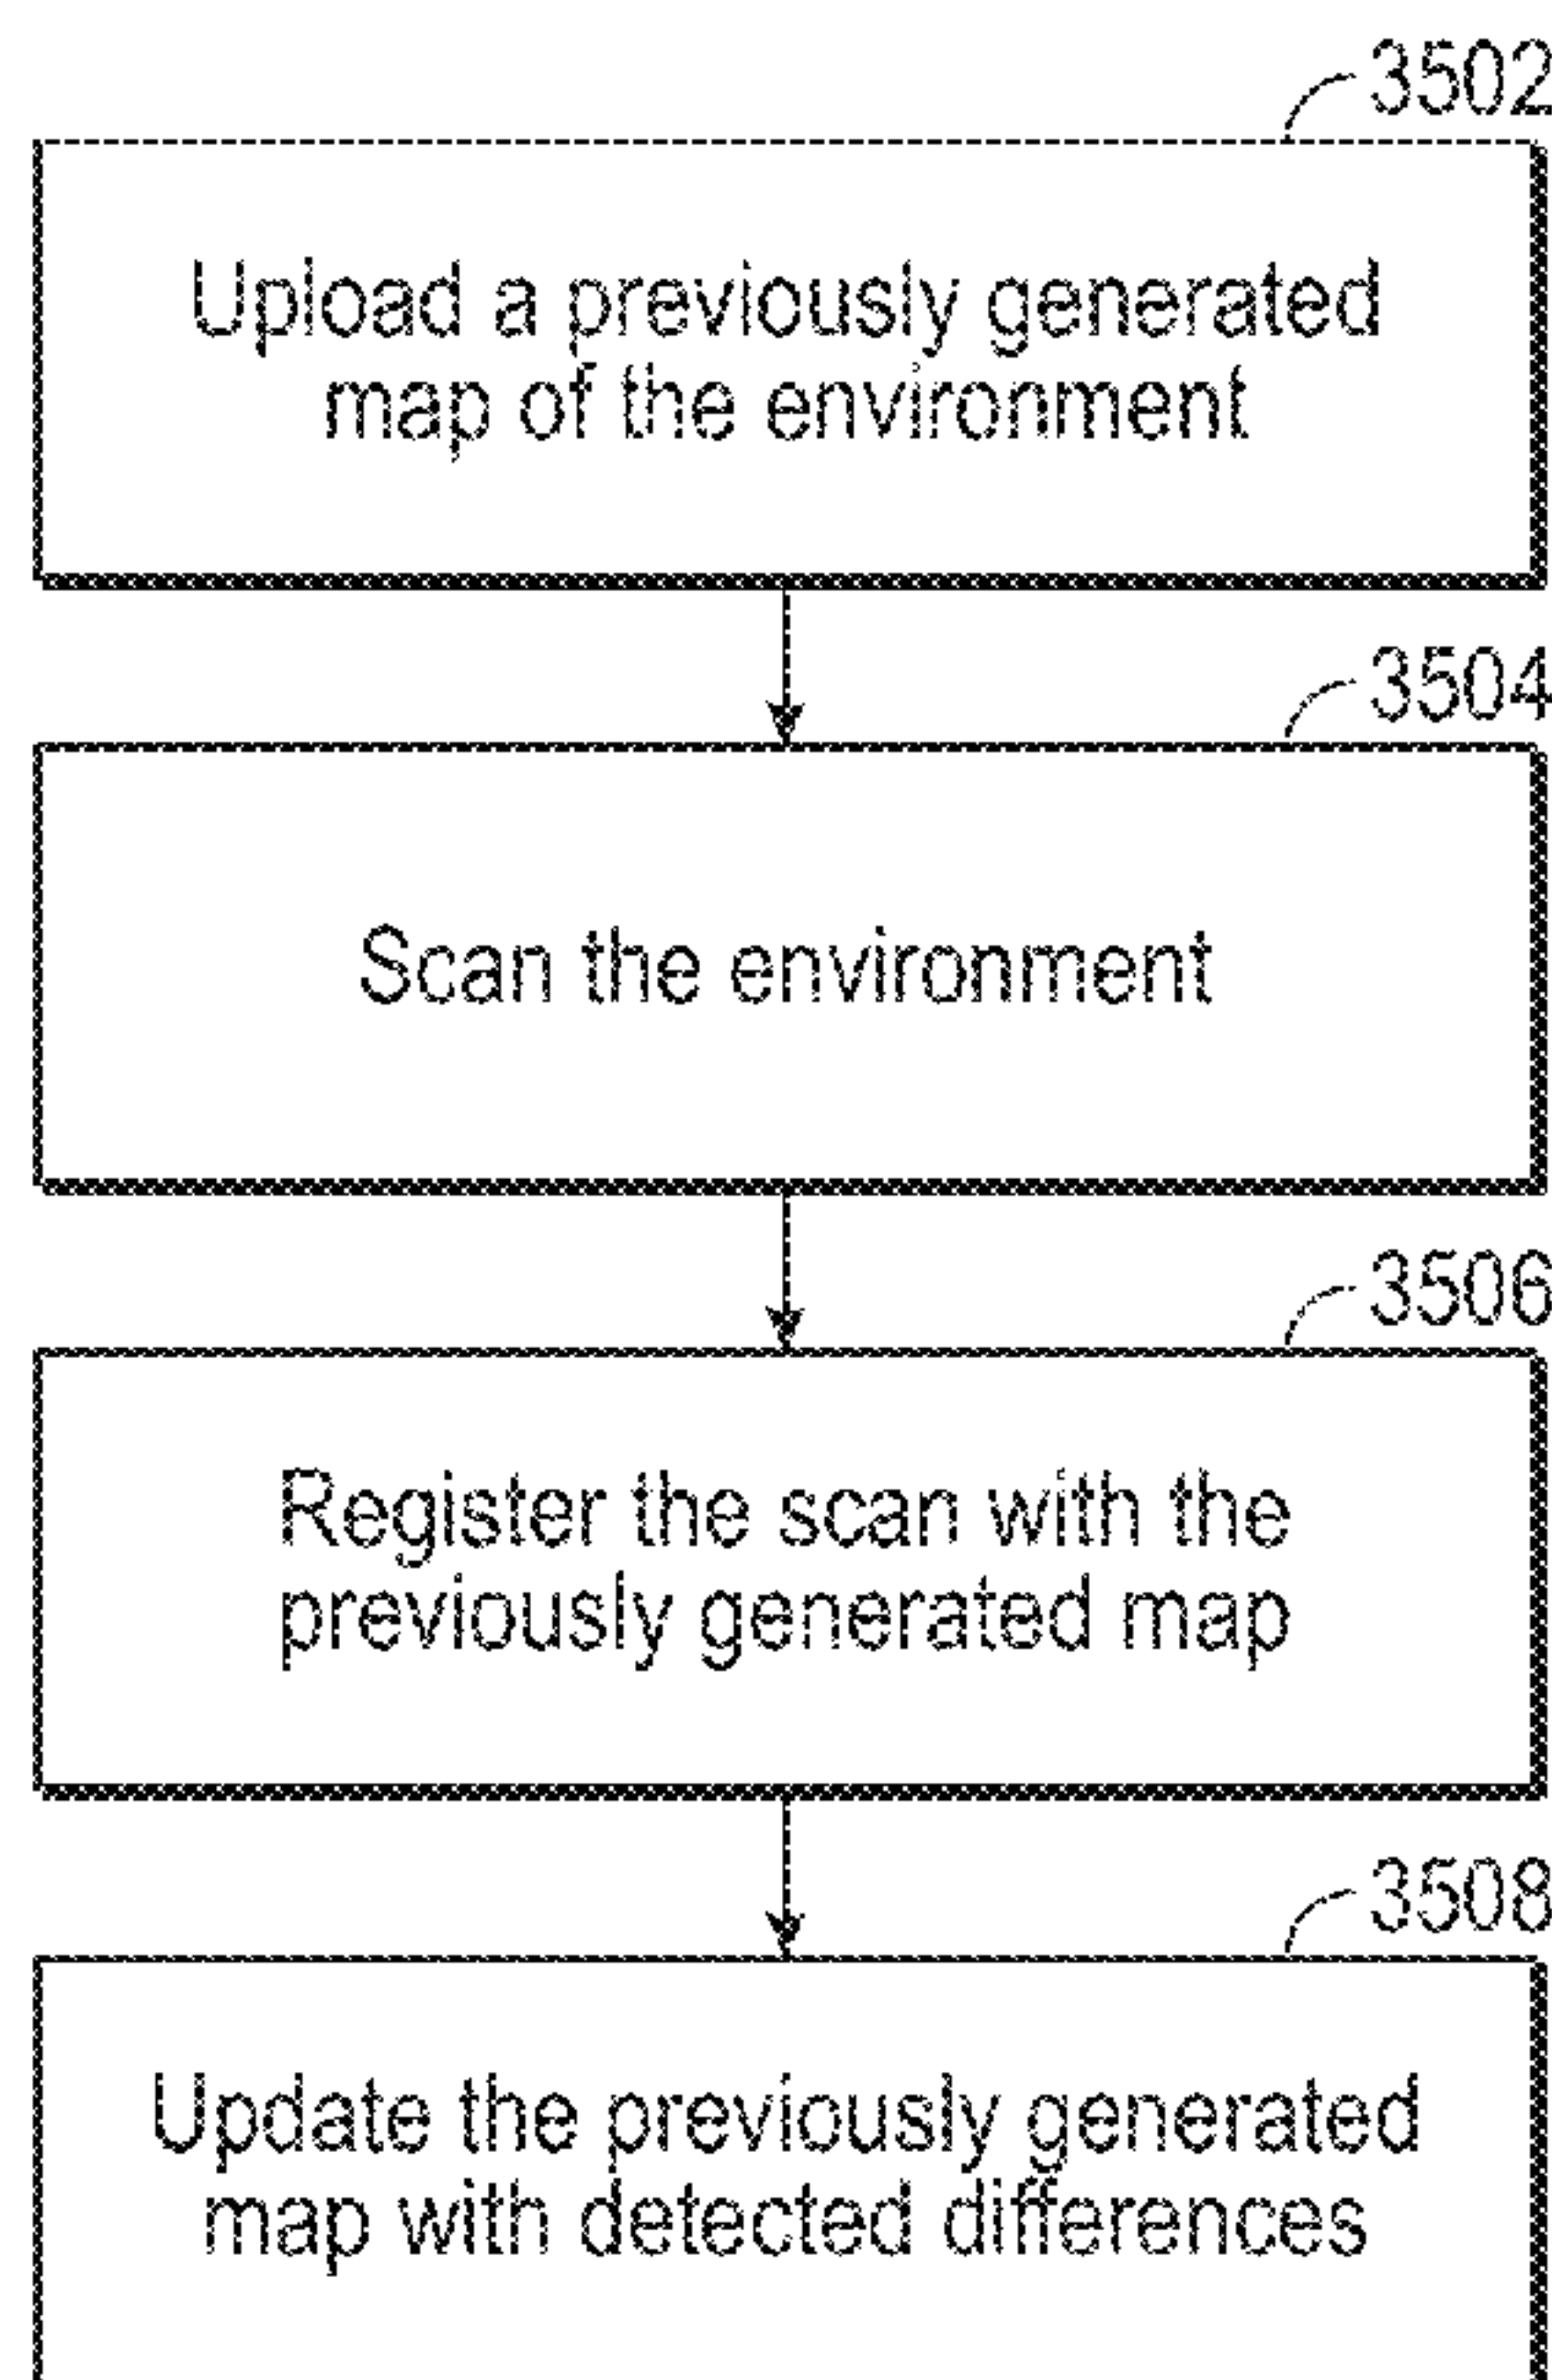 3502
Upload a previously generated
map of the environment
3504
Scan the environment
3506
Register the scan with the
previously generated map
3508
Update the previously generated
map with detected differences